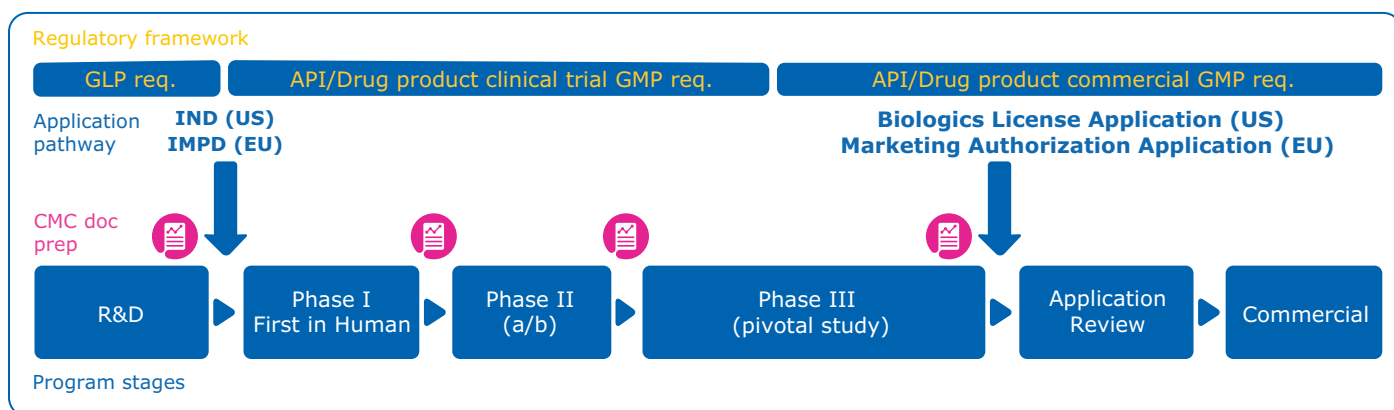 Regulatory framework
GLP req.
API/Drug product clinical trial GMP req.
API/Drug product commercial GMP req.
Application
pathway
IND (US)
IMPD (EU)
Biologics License Application (US)
Marketing Authorization Application (EU)
CMC doc
prep
R&D
Phase I
First in Human
Phase II
(a/b)
Phase III
(pivotal study)
Application
Review
Commercial
Program stages